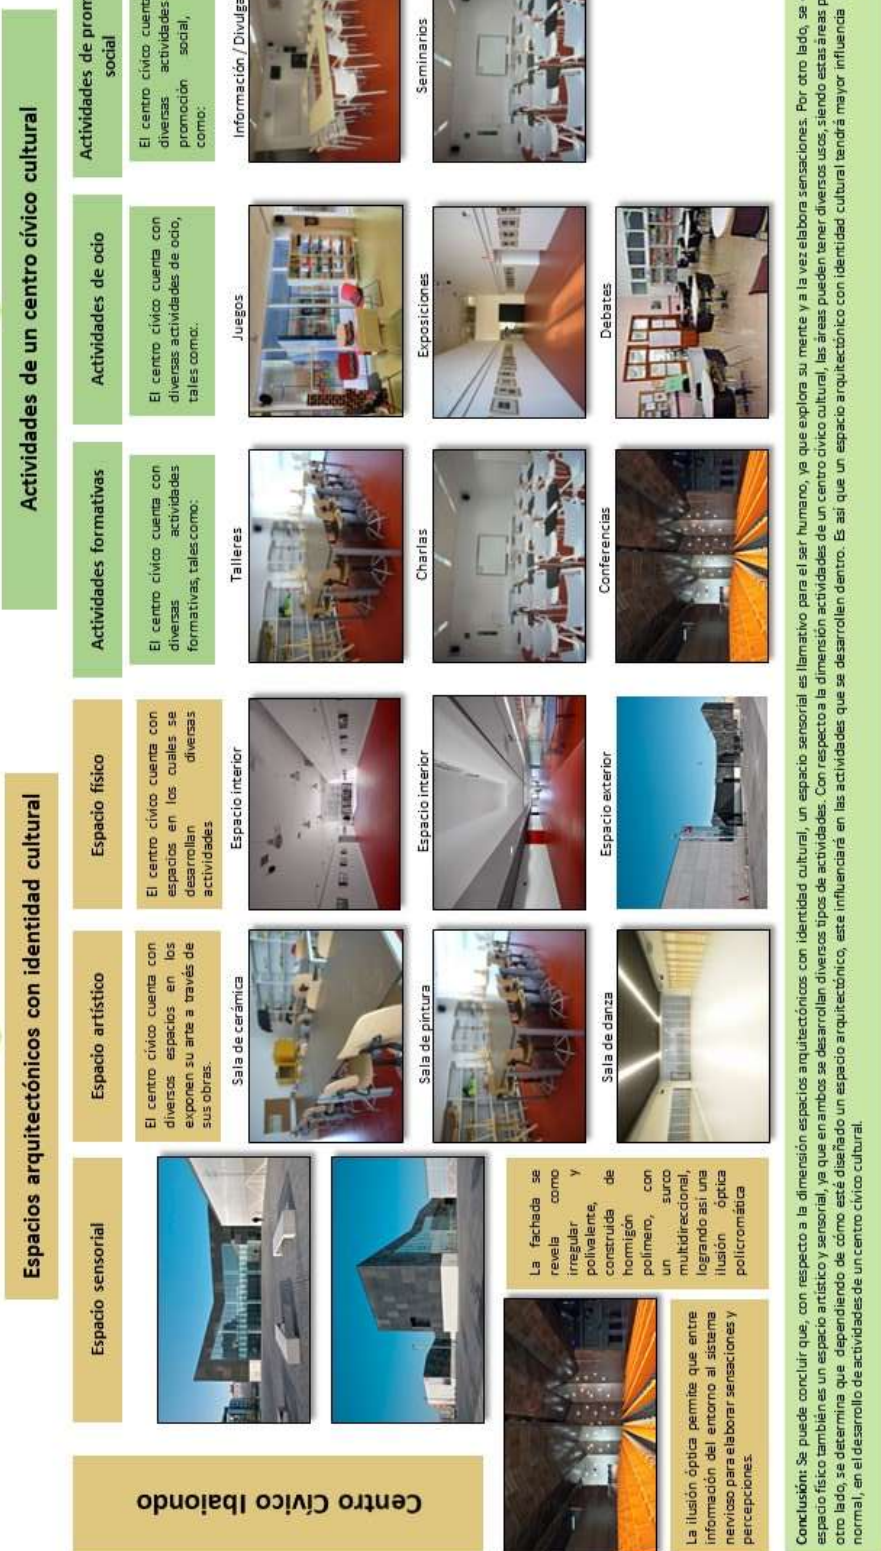 Espacios arquitectónicos con identidad cultural
Actividades de un centro cívico cultural
Centro Cívico Ibaiondo
Espacio sensorial
La fachada se
revela como
irregular y
polivalente,
construida de
hormigón
polímero, con
un surco
multidireccional,
logrando así una
ilusión óptica
policromática
La ilusión óptica permite que entre
información del entorno al sistema
nervioso para elaborar sensaciones y
percepciones.
Espacio artístico
El centro cívico cuenta con
diversos espacios en los
exponen su arte a través de
sus obras.
Sala de cerámica
Sala de pintura
Sala de danza
Espacio físico
El centro cívico cuenta con
espacios en los cuales se
desarrollan diversas
actividades
Espacio interior
Espacio interior
Espacio exterior
Actividades formativas
El centro cívico cuenta con
diversas actividades
formativas, tales como:
Talleres
Charlas
Conferencias
Actividades de ocio
El centro cívico cuenta con
diversas actividades de ocio,
tales como:
Juegos
Exposiciones
Debates
Actividades de prom
social
El centro cívico cuent
diversas actividades
promoción social,
como:
Información / Divulga
Seminarios
Conclusión: Se puede concluir que, con respecto a la dimensión espacios arquitectónicos con identidad cultural, un espacio sensorial es llamativo para el ser humano, ya que explora su mente y a la vez elabora sensaciones. Por otro lado, se
espacio físico también es un espacio artístico y sensorial, ya que en ambos se desarrollan diversos tipos de actividades. Con respecto a la dimensión actividades de un centro cívico cultural, las áreas pueden tener diversos usos, siendo estas áreas p
otro lado, se determina que dependiendo de cómo esté diseñado un espacio arquitectónico, este influenciará en las actividades que se desarrollen dentro. Es así que un espacio arquitectónico con identidad cultural tendrá mayor influencia
normal, en el desarrollo de actividades de un centro cívico cultural.